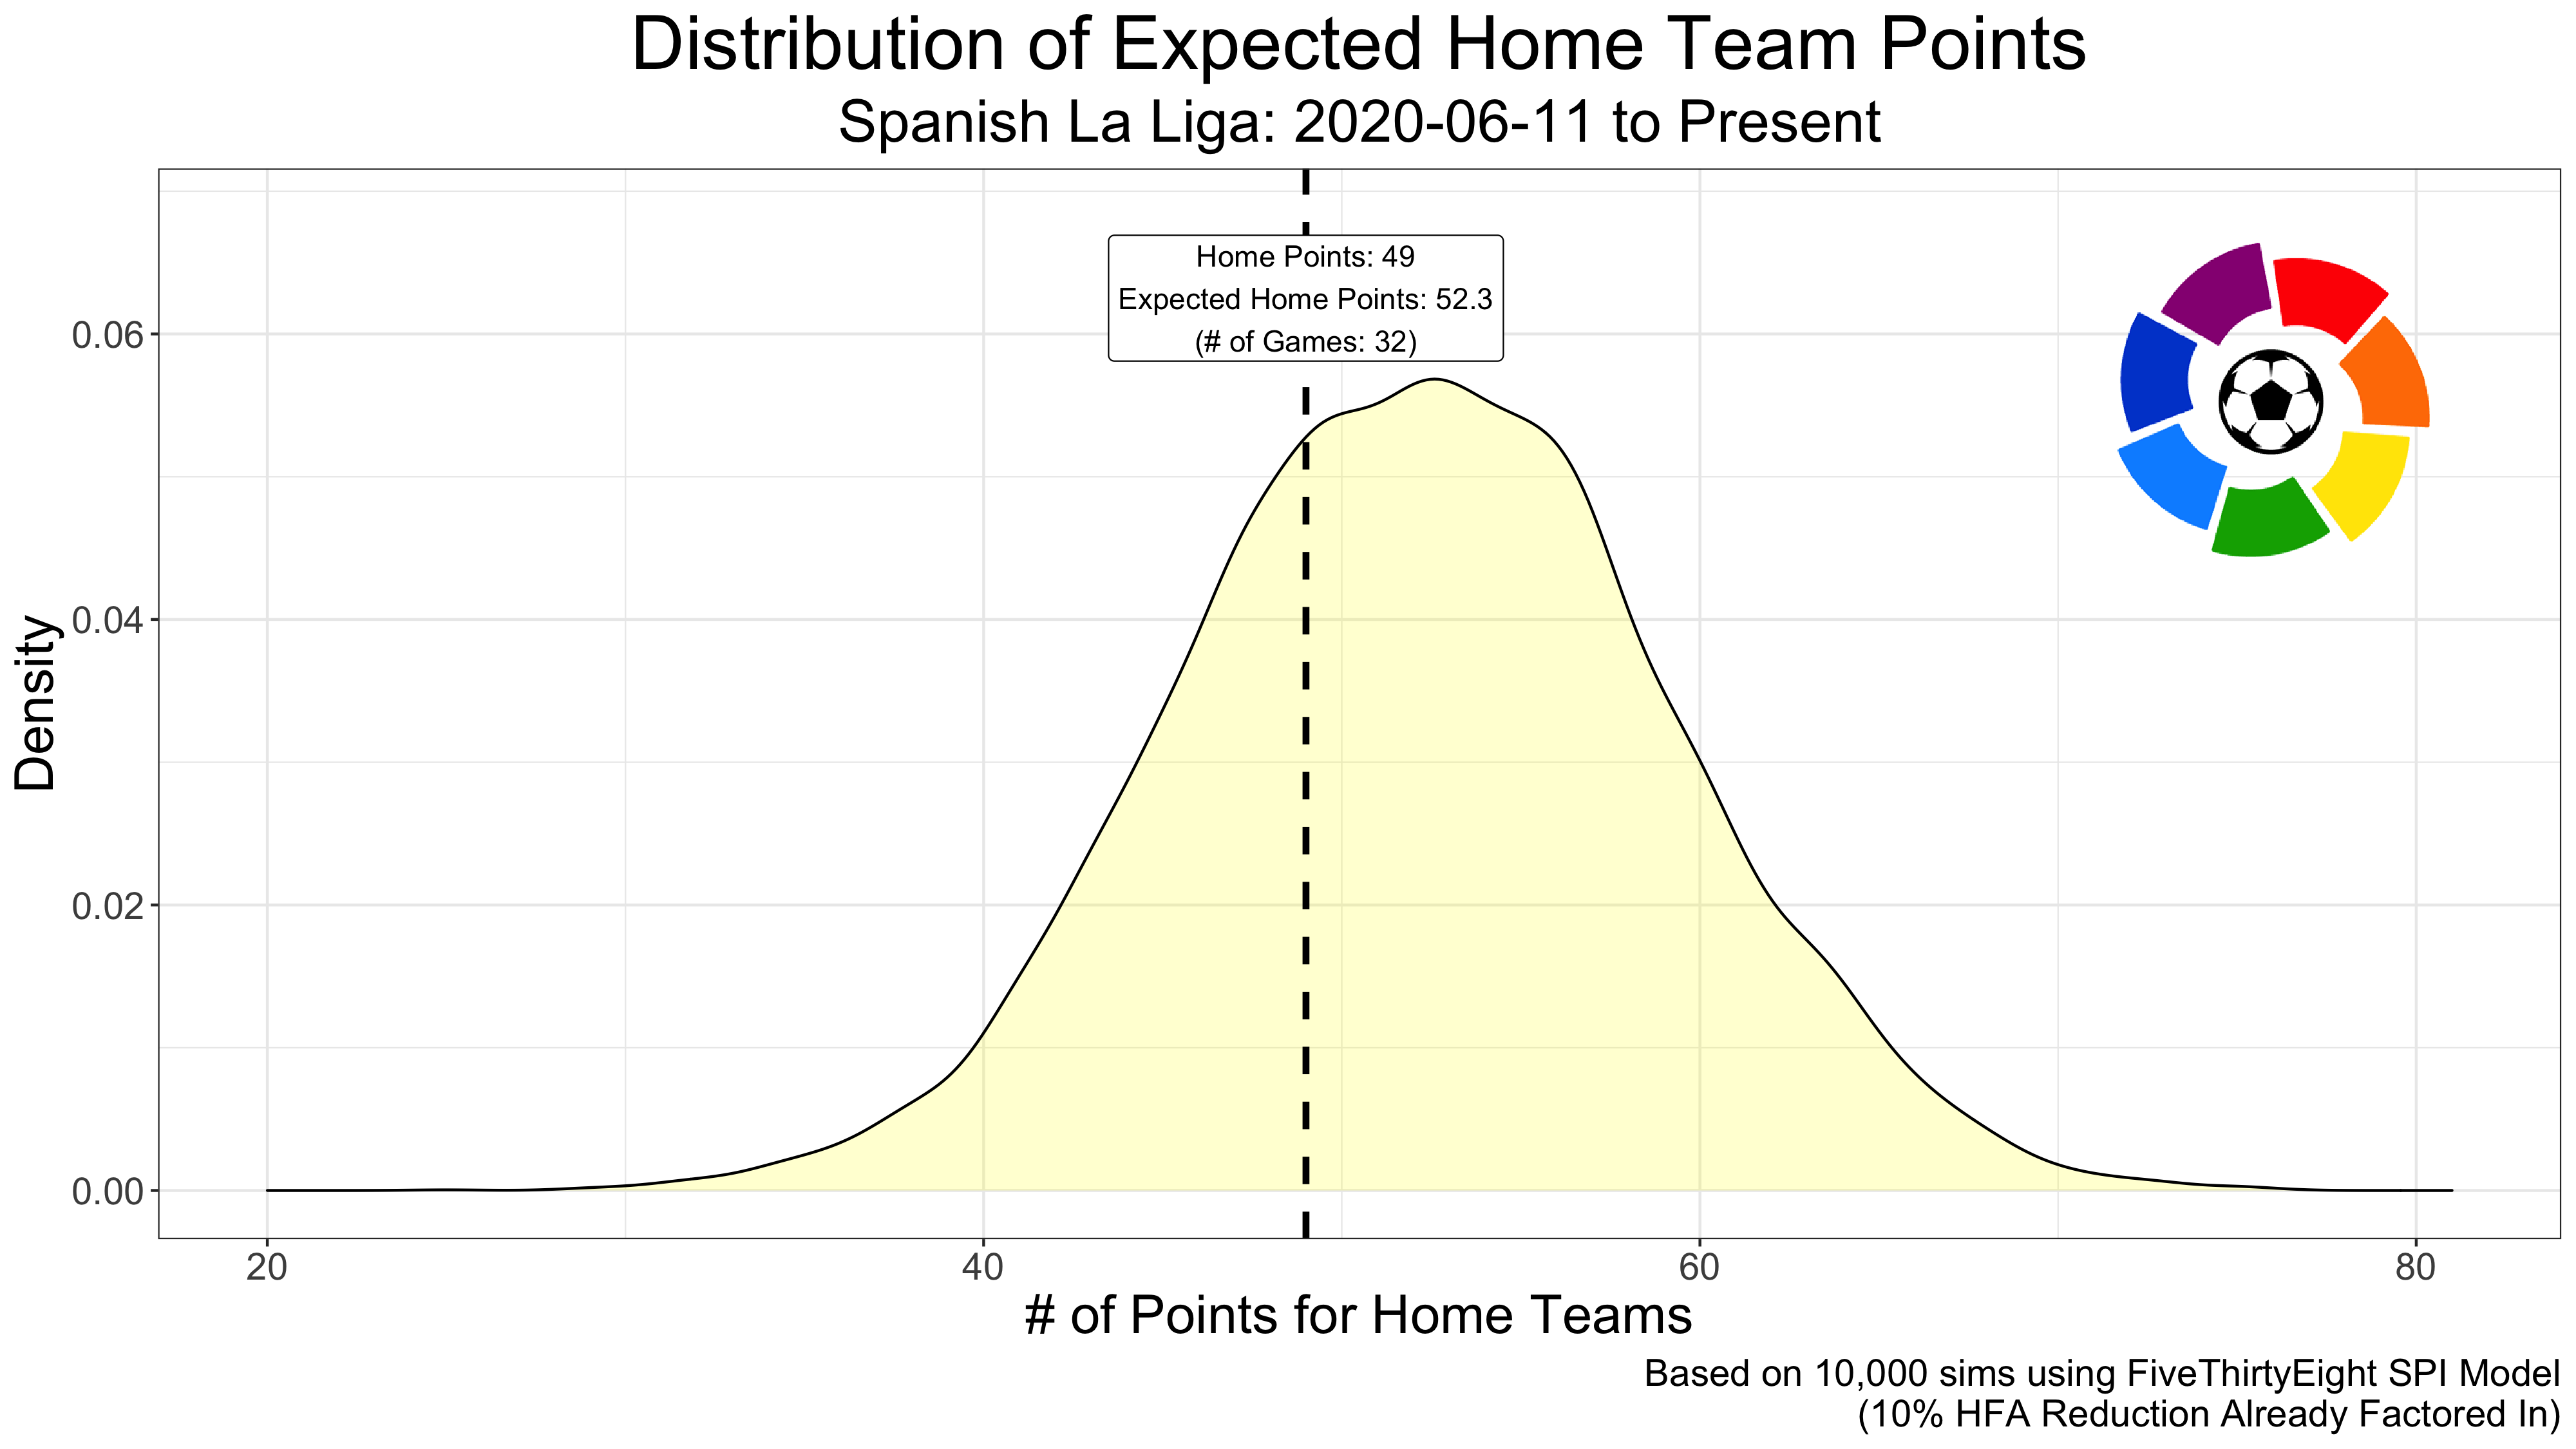 Distribution of Expected Home Team Points
Spanish La Liga: 2020-06-11 to Present
Home Points: 49
Expected Home Points: 52.3
(# of Games: 32)
Density
0.06
0.04
0.02
0.00
20 40 60 80
# of Points for Home Teams
Based on 10,000 sims using FiveThirtyEight SPI Model
(10% HFA Reduction Already Factored In)